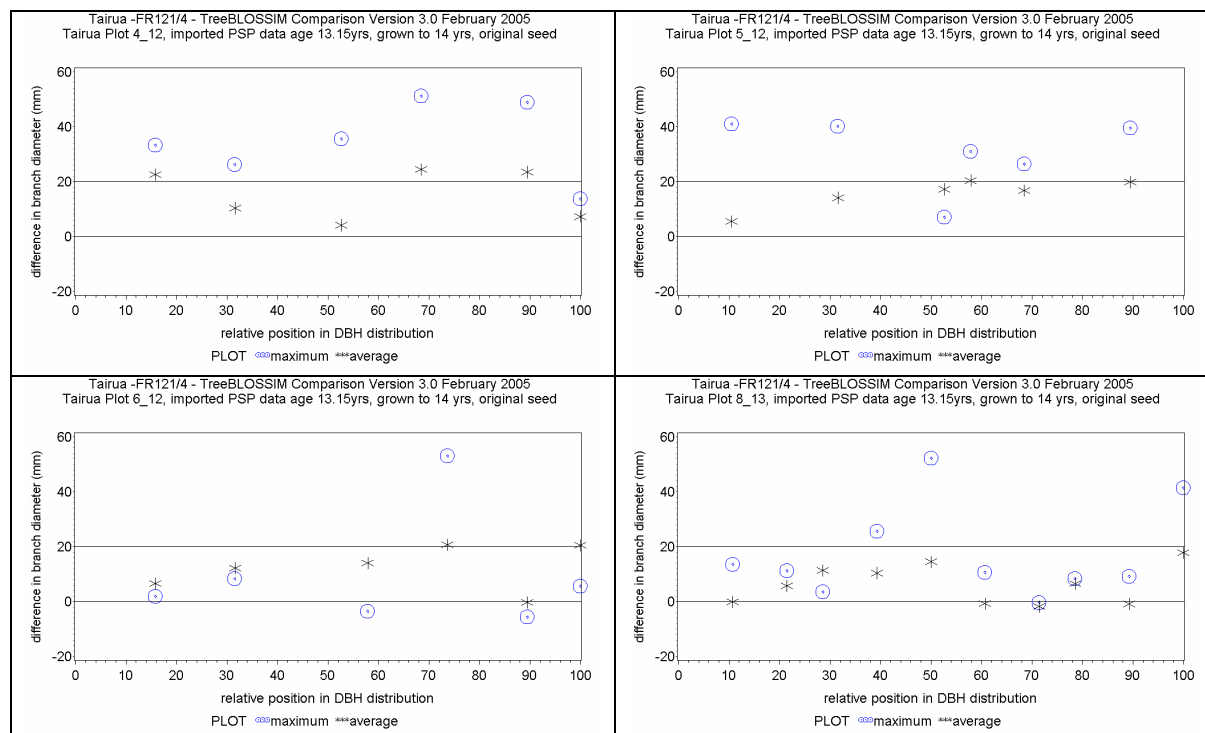 Tairua -FR121/4 - TreeBLOSSIM Comparison Version 3.0 February 2005
Tairua Plot 4_12, imported PSP data age 13.15yrs, grown to 14 yrs, original seed
difference in branch diameter (mm)
60
40
20
0
-20
0 10 20 30 40 50 60 70 80 90 100
relative position in DBH distribution
PLOT maximum ***average
Tairua -FR121/4 - TreeBLOSSIM Comparison Version 3.0 February 2005
Tairua Plot 5_12, imported PSP data age 13.15yrs, grown to 14 yrs, original seed
difference in branch diameter (mm)
60
40
20
0
-20
0 10 20 30 40 50 60 70 80 90 100
relative position in DBH distribution
PLOT maximum ***average
Tairua -FR121/4 - TreeBLOSSIM Comparison Version 3.0 February 2005
Tairua Plot 6_12, imported PSP data age 13.15yrs, grown to 14 yrs, original seed
difference in branch diameter (mm)
60
40
20
0
-20
0 10 20 30 40 50 60 70 80 90 100
relative position in DBH distribution
PLOT maximum ***average
Tairua -FR121/4 - TreeBLOSSIM Comparison Version 3.0 February 2005
Tairua Plot 8_13, imported PSP data age 13.15yrs, grown to 14 yrs, original seed
difference in branch diameter (mm)
60
40
20
0
-20
0 10 20 30 40 50 60 70 80 90 100
relative position in DBH distribution
PLOT maximum ***average